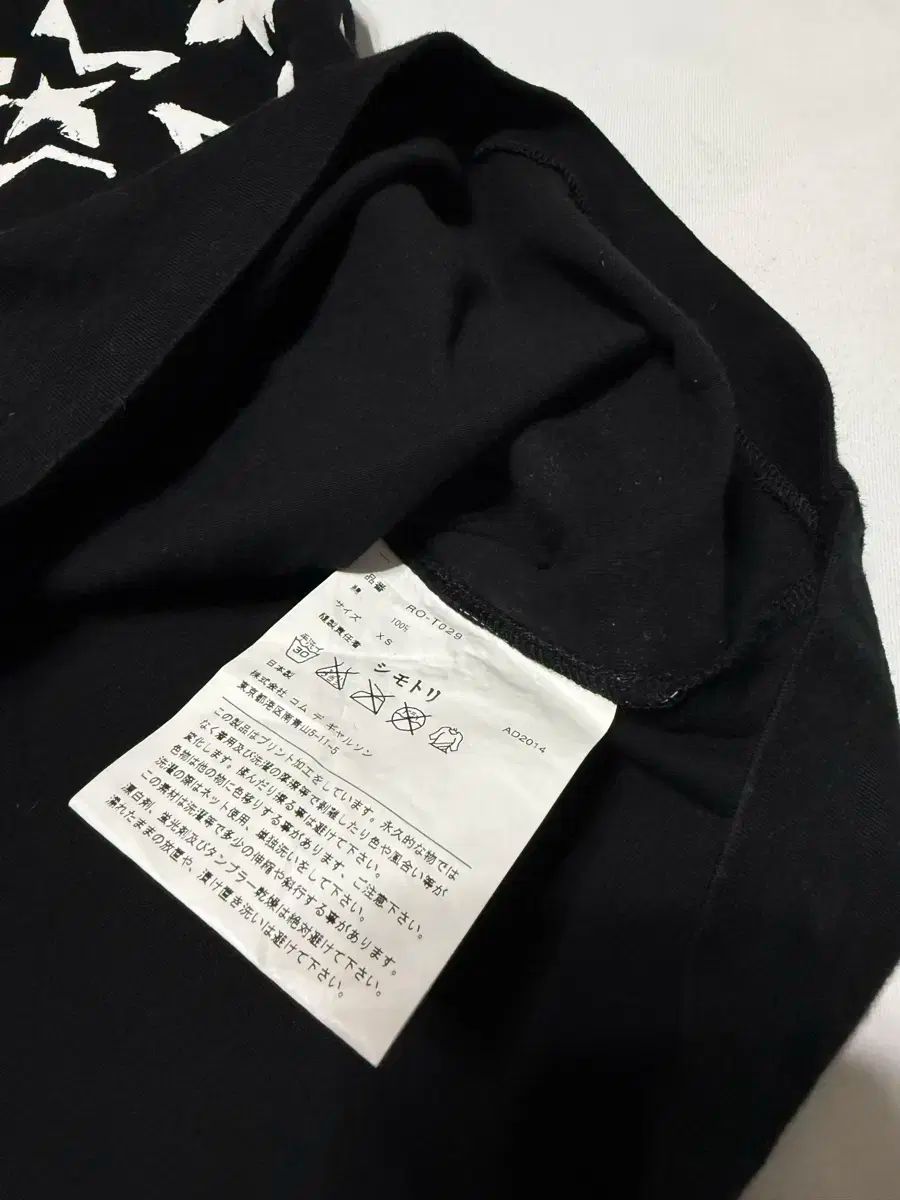 品番 RO-T029
綿 100%
サイズ XS
縫製責任者 シモトリ
手洗イ 30
日本製
AD2014
株式会社 コム デ ギャルソン
東京都港区南青山5-11-5
この製品はプリント加工をしています。永久的な物では
なく着用及び洗濯の摩擦等で剥離したり色や風合い等が
変化します。揉んだり擦る事は避けて下さい。
色物は他の物に色移りする事があります、ご注意下さい。
洗濯の際はネット使用、単独洗いをして下さい。
この素材は洗濯等で多少の伸縮や斜行する事があります。
漂白剤、蛍光剤及びタンブラー乾燥は絶対避けて下さい。
濡れたままの放置や、漬け置き洗いは避けて下さい。